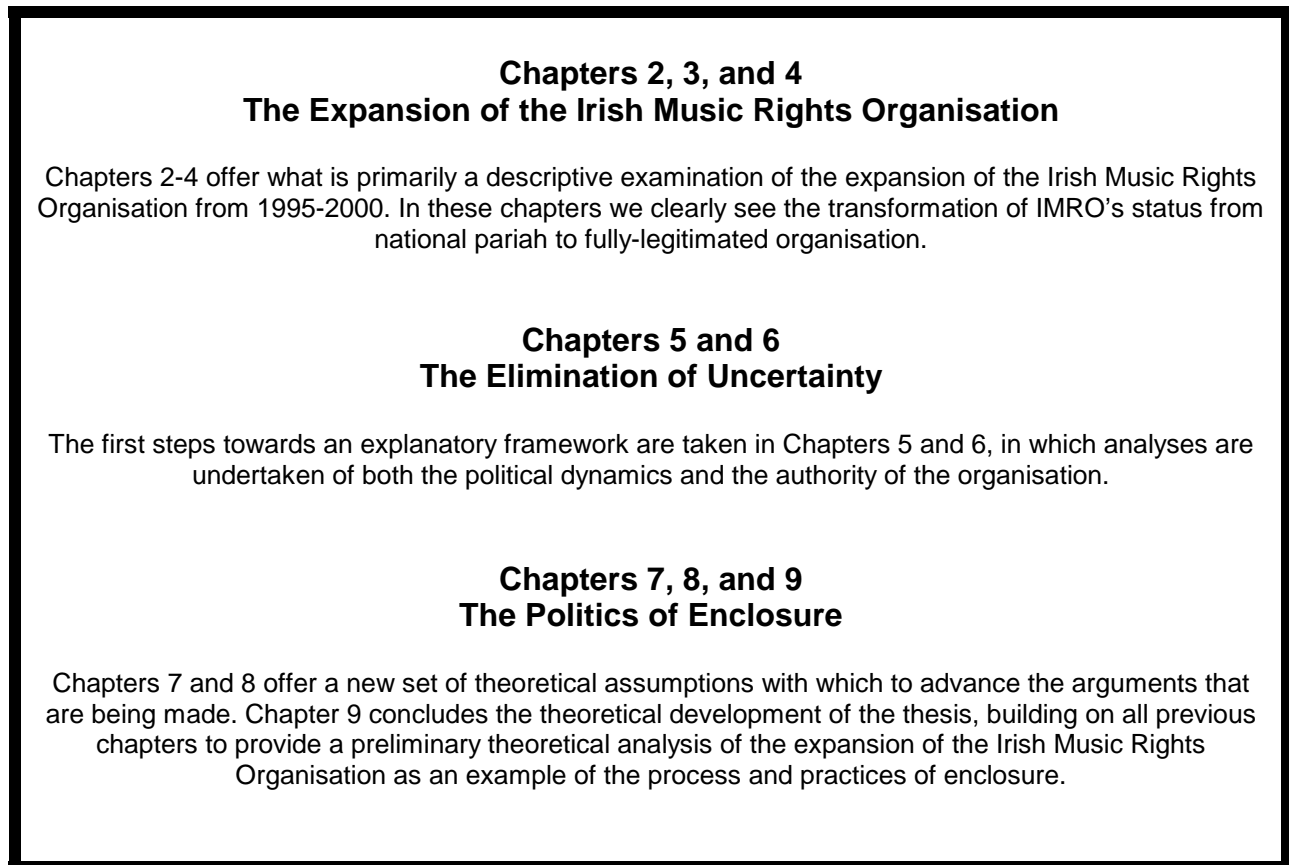 Chapters 2, 3, and 4
The Expansion of the Irish Music Rights Organisation
Chapters 2-4 offer what is primarily a descriptive examination of the expansion of the Irish Music Rights
Organisation from 1995-2000. In these chapters we clearly see the transformation of IMRO’s status from
national pariah to fully-legitimated organisation.
Chapters 5 and 6
The Elimination of Uncertainty
The first steps towards an explanatory framework are taken in Chapters 5 and 6, in which analyses are
undertaken of both the political dynamics and the authority of the organisation.
Chapters 7, 8, and 9
The Politics of Enclosure
Chapters 7 and 8 offer a new set of theoretical assumptions with which to advance the arguments that
are being made. Chapter 9 concludes the theoretical development of the thesis, building on all previous
chapters to provide a preliminary theoretical analysis of the expansion of the Irish Music Rights
Organisation as an example of the process and practices of enclosure.